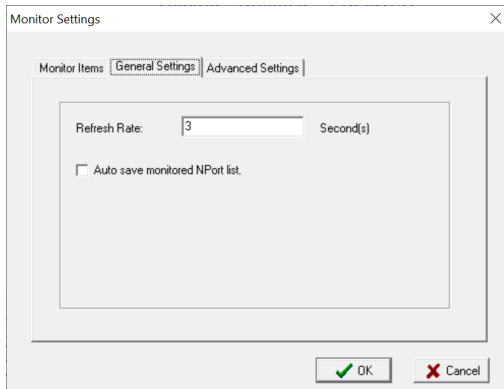 Monitor Settings
Monitor Items General Settings Advanced Settings
Refresh Rate: 3 Second(s)
Auto save monitored NPort list.
OK Cancel